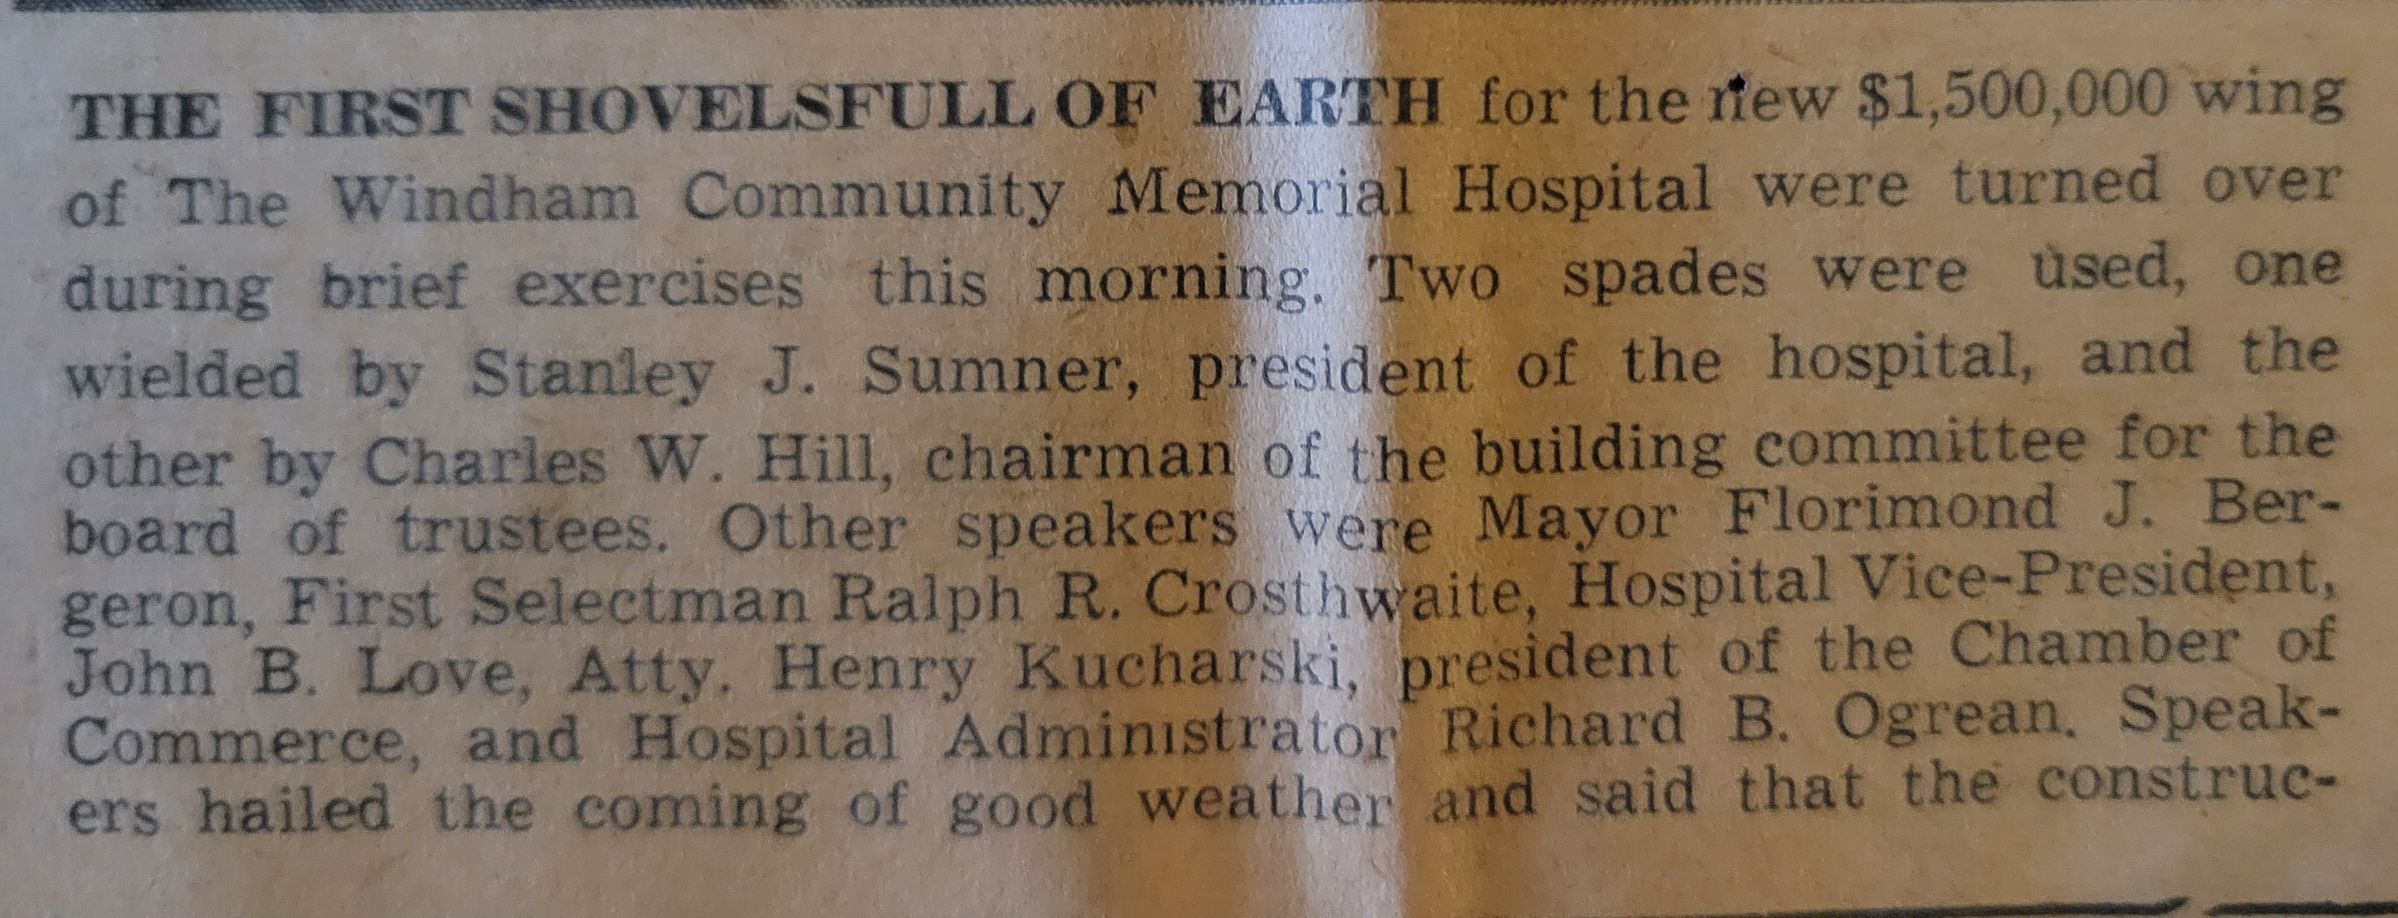 THE FIRST SHOVELSFULL OF EARTH for the new $1,500,000 wing
of The Windham Community Memorial Hospital were turned over
during brief exercises this morning. Two spades were used, one
wielded by Stanley J. Sumner, president of the hospital, and the
other by Charles W. Hill, chairman of the building committee for the
board of trustees. Other speakers were Mayor Florimond J. Ber-
geron, First Selectman Ralph R. Crosthwaite, Hospital Vice-President,
John B. Love, Atty. Henry Kucharski, president of the Chamber of
Commerce, and Hospital Administrator Richard B. Ogrean. Speak-
ers hailed the coming of good weather and said that the construc-